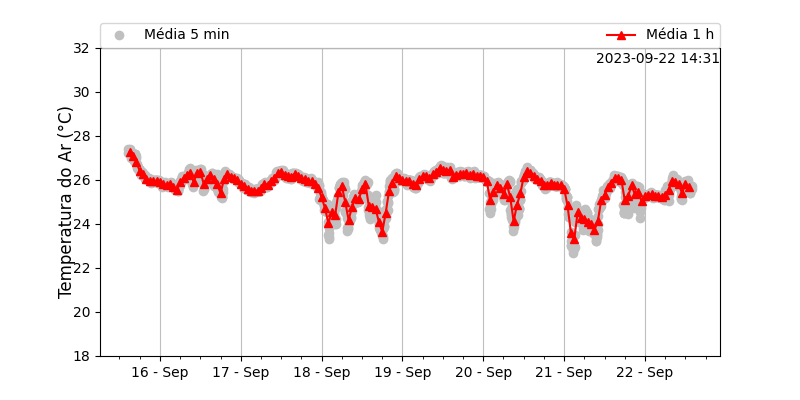 Média 5 min
Média 1 h
2023-09-22 14:31
Temperatura do Ar (°C)
32
30
28
26
24
22
20
18
16 - Sep
17 - Sep
18 - Sep
19 - Sep
20 - Sep
21 - Sep
22 - Sep